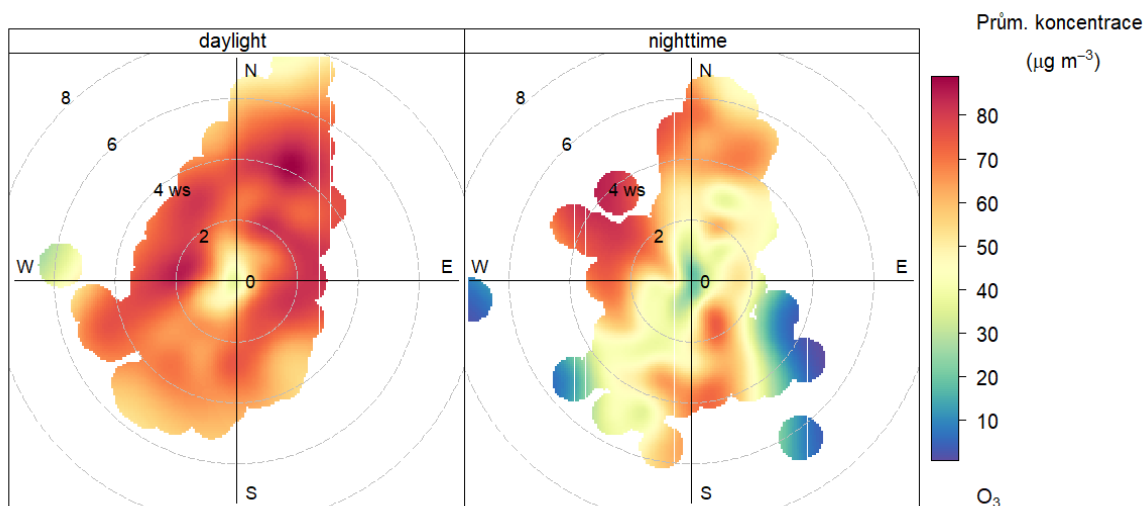 daylight
nighttime
N
8
6
4 ws
2
W
0
E
S
N
8
6
4 ws
2
W
0
E
S
Prům. koncentrace
(μg m⁻³)
80
70
60
50
40
30
20
10
O₃